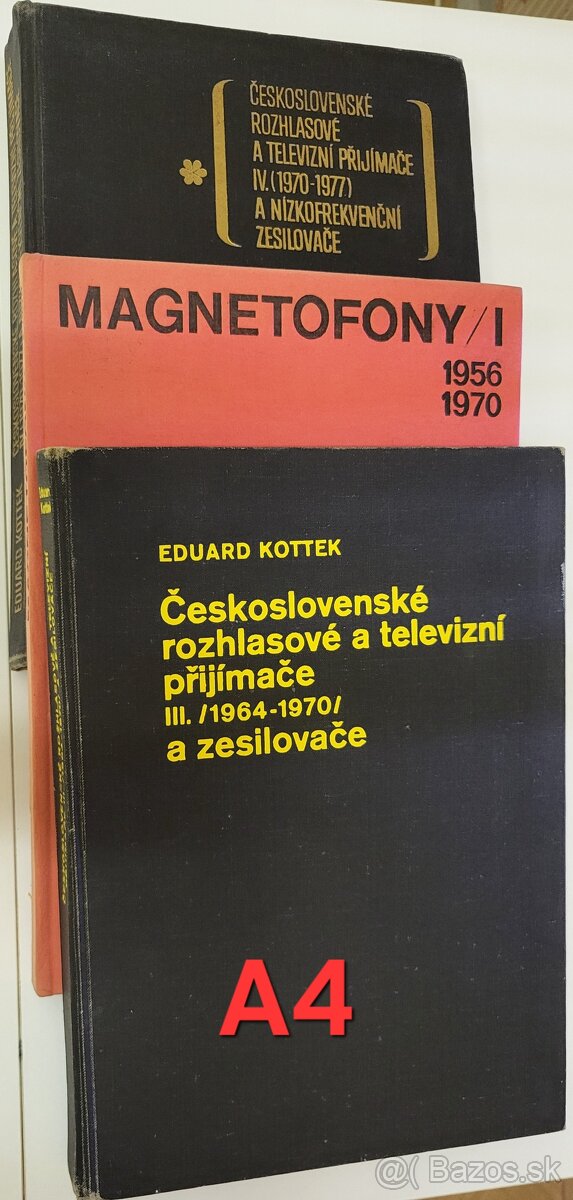 ČESKOSLOVENSKÉ
ROZHLASOVÉ
A TELEVIZNÍ PŘIJÍMAČE
IV. (1970-1977)
A NÍZKOFREKVENČNÍ
ZESILOVAČE
EDUARD KOTTEK
MAGNETOFONY/I
1956
1970
EDUARD KOTTEK
Československé
rozhlasové a televizní
přijímače
III. /1964-1970/
a zesilovače
A4
Bazos.sk